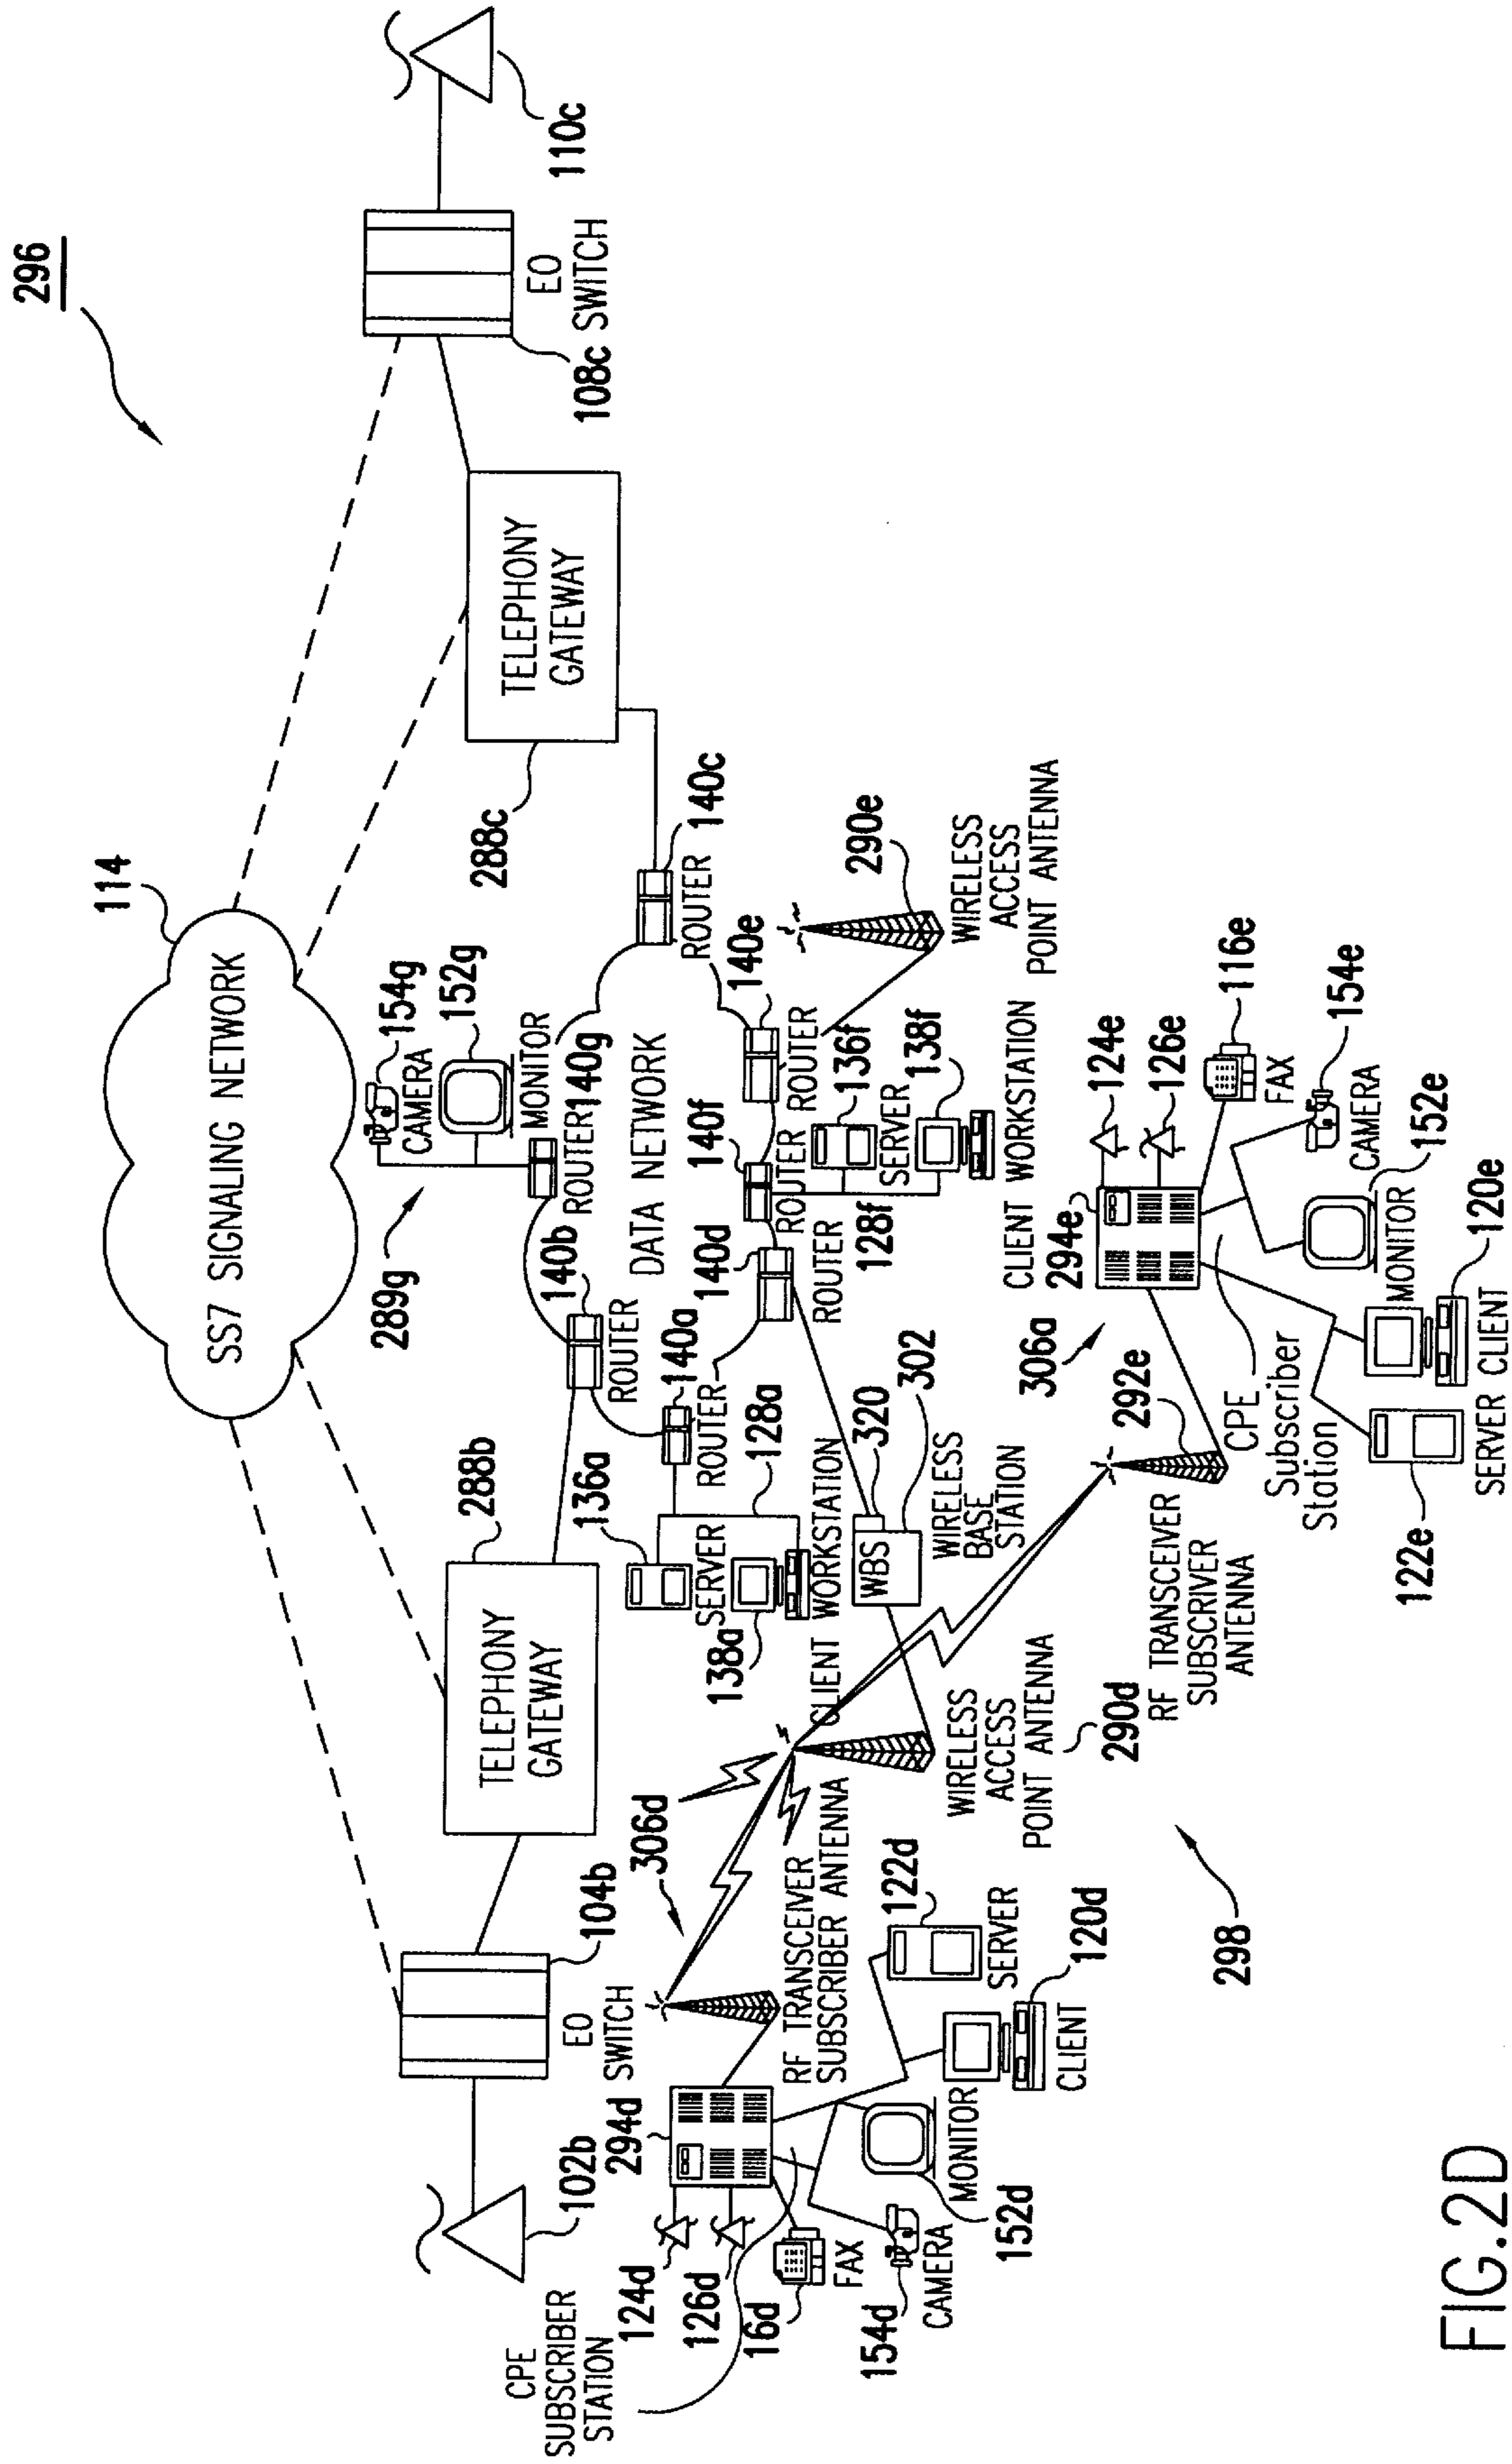 296
114
SS7 SIGNALING NETWORK
110c
EO
SWITCH
108c
TELEPHONY
GATEWAY
288c
154g
CAMERA
152g
MONITOR
289g
140g
ROUTER
140c
ROUTER
DATA NETWORK
140b
ROUTER
288b
TELEPHONY
GATEWAY
104b
EO
SWITCH
102b
140a
ROUTER
128a
136a
SERVER
138a
CLIENT WORKSTATION
140d
ROUTER
140f
ROUTER
140e
ROUTER
136f
SERVER
138f
128f
CLIENT WORKSTATION
290e
WIRELESS
ACCESS
POINT ANTENNA
320
302
WBS
WIRELESS
BASE
STATION
306d
RF TRANSCEIVER
SUBSCRIBER ANTENNA
WIRELESS
ACCESS
POINT ANTENNA
290d
294d
124d
126d
16d
FAX
154d
CAMERA
152d
MONITOR
122d
SERVER
120d
CLIENT
CPE
SUBSCRIBER
STATION
298
306a
292e
RF TRANSCEIVER
SUBSCRIVER
ANTENNA
294e
124e
126e
116e
FAX
154e
CAMERA
152e
MONITOR
120e
CLIENT
122e
SERVER
CPE
Subscriber
Station
FIG.2D